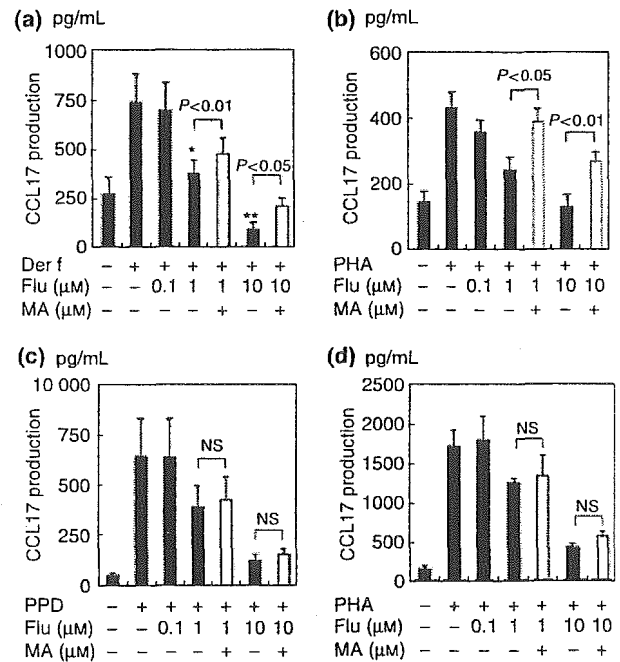 (a) pg/mL
1000
750
500
250
0
CCL17 production
P<0.01
P<0.05
*
**
Der f – + + + + + +
Flu (μM) – – 0.1 1 1 10 10
MA (μM) – – – – + – +
(b) pg/mL
600
400
200
0
CCL17 production
P<0.05
P<0.01
PHA – + + + + + +
Flu (μM) – – 0.1 1 1 10 10
MA (μM) – – – – + – +
(c) pg/mL
10 000
750
500
250
0
CCL17 production
NS
NS
PPD – + + + + + +
Flu (μM) – – 0.1 1 1 10 10
MA (μM) – – – – + – +
(d) pg/mL
2500
2000
1500
1000
500
0
CCL17 production
NS
NS
PHA – + + + + + +
Flu (μM) – – 0.1 1 1 10 10
MA (μM) – – – – + – +